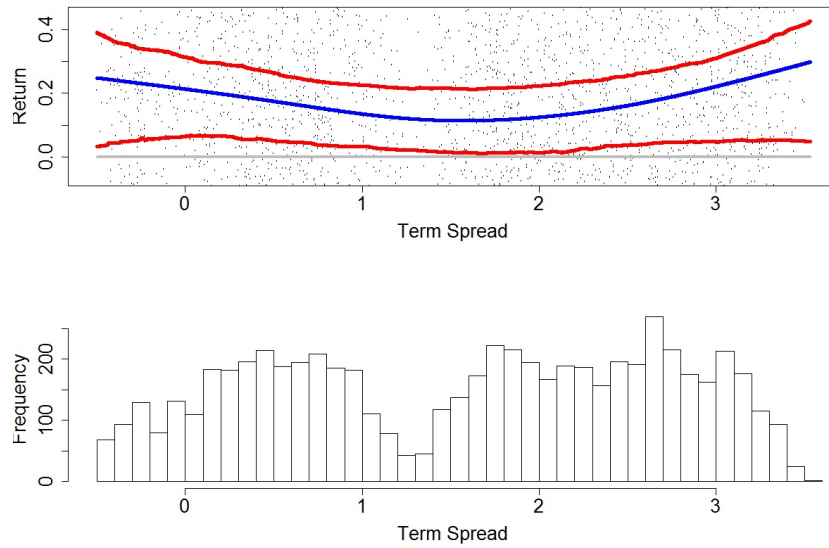 Return
0.0 0.2 0.4
0 1 2 3
Term Spread
Frequency
0 100 200
0 1 2 3
Term Spread